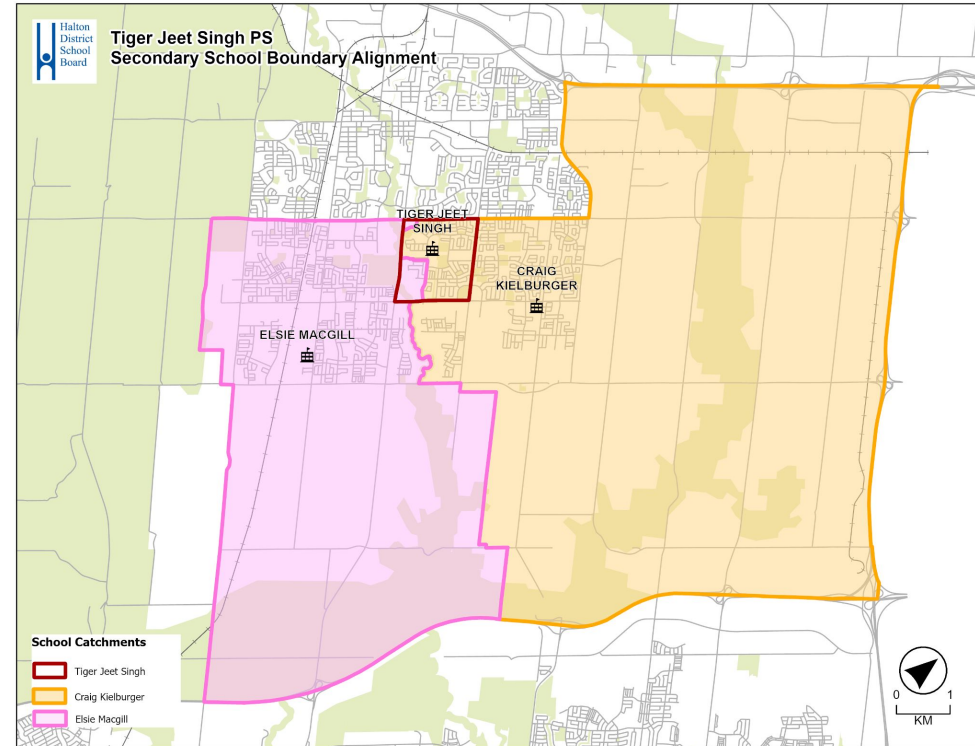 Halton
District
School
Board
Tiger Jeet Singh PS
Secondary School Boundary Alignment
TIGER JEET
SINGH
CRAIG
KIELBURGER
ELSIE MACGILL
School Catchments
Tiger Jeet Singh
Craig Kielburger
Elsie Macgill
0 1
KM